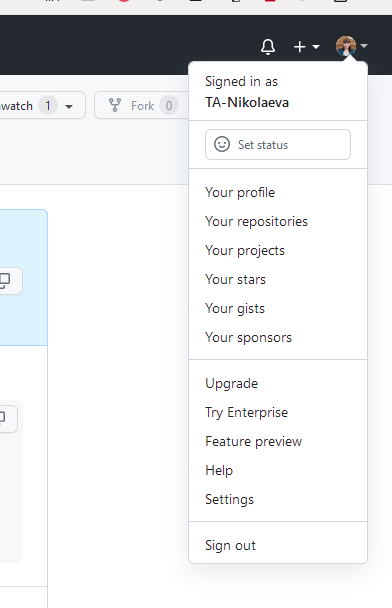 nwatch 1
Fork 0
Signed in as
TA-Nikolaeva
Set status
Your profile
Your repositories
Your projects
Your stars
Your gists
Your sponsors
Upgrade
Try Enterprise
Feature preview
Help
Settings
Sign out